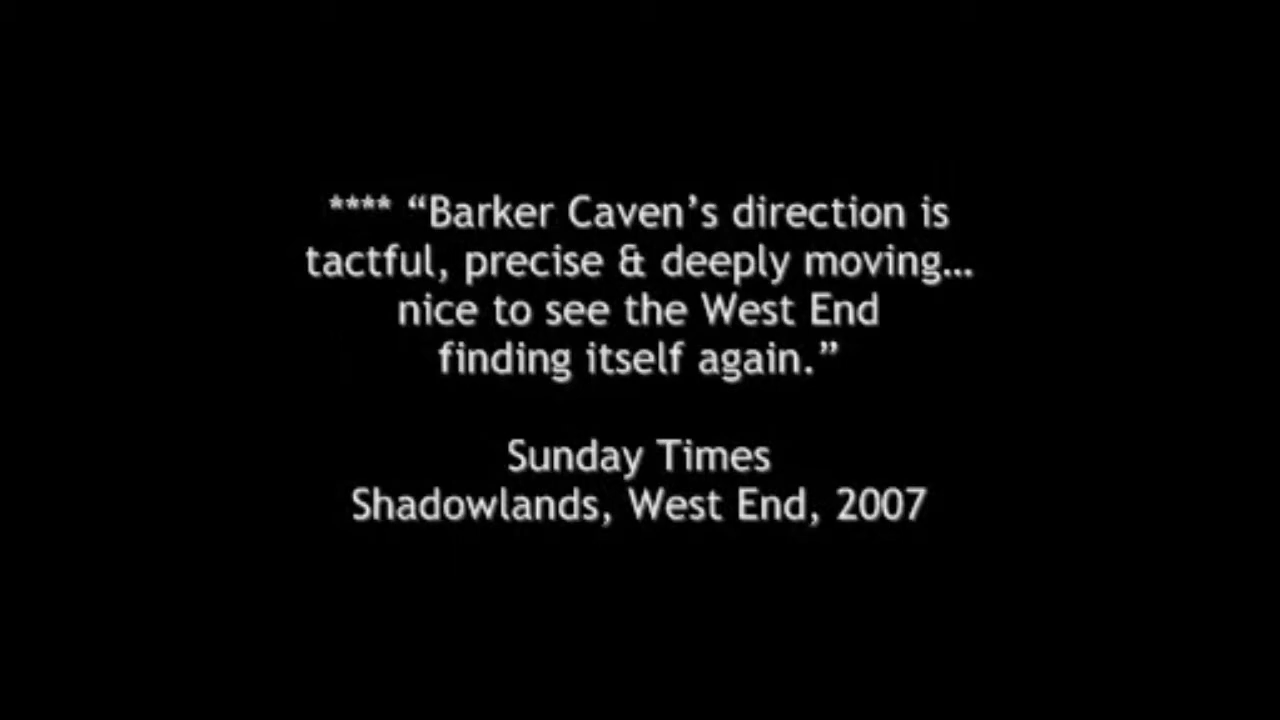 **** “Barker Caven’s direction is
tactful, precise & deeply moving…
nice to see the West End
finding itself again.”
Sunday Times
Shadowlands, West End, 2007